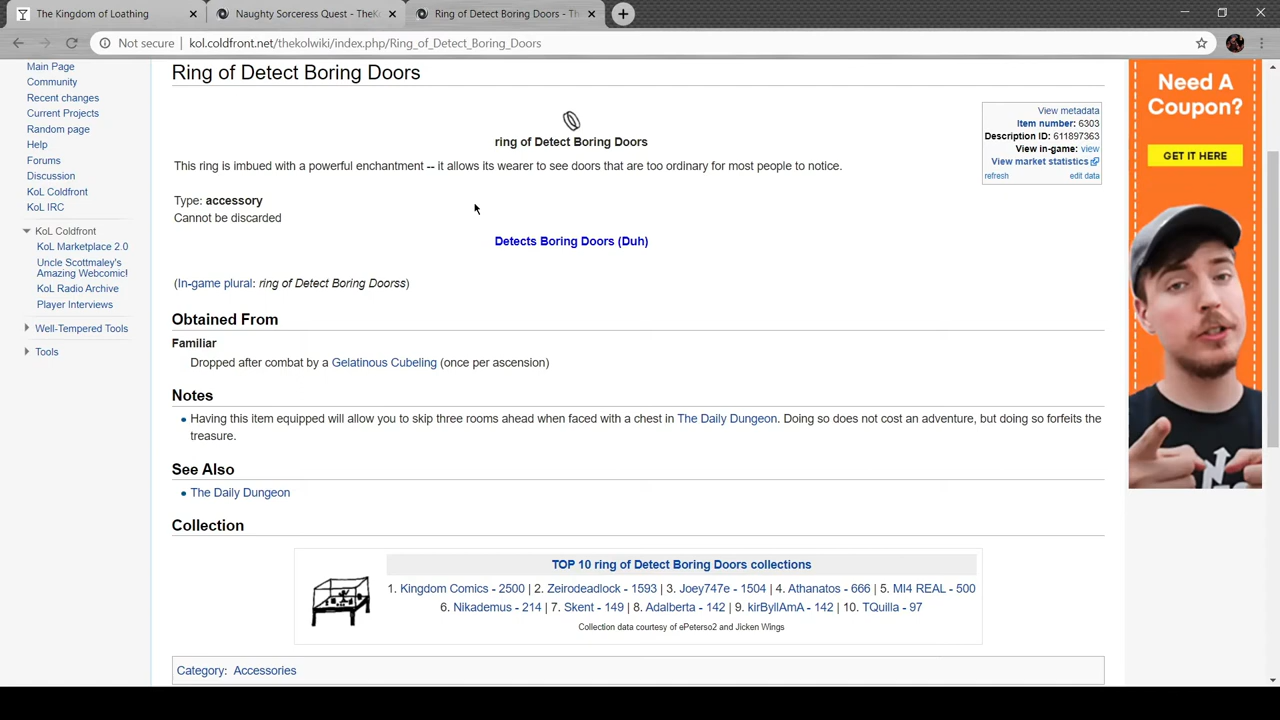 The Kingdom of Loathing
Naughty Sorceress Quest - TheK
Ring of Detect Boring Doors - Th
Not secure | kol.coldfront.net/thekolwiki/index.php/Ring_of_Detect_Boring_Doors
Main Page
Community
Recent changes
Current Projects
Random page
Help
Forums
Discussion
KoL Coldfront
KoL IRC
KoL Coldfront
KoL Marketplace 2.0
Uncle Scottmaley's
Amazing Webcomic!
KoL Radio Archive
Player Interviews
Well-Tempered Tools
Tools
Ring of Detect Boring Doors
ring of Detect Boring Doors
This ring is imbued with a powerful enchantment -- it allows its wearer to see doors that are too ordinary for most people to notice.
Type: accessory
Cannot be discarded
Detects Boring Doors (Duh)
(In-game plural: ring of Detect Boring Doorss)
Obtained From
Familiar
Dropped after combat by a Gelatinous Cubeling (once per ascension)
Notes
Having this item equipped will allow you to skip three rooms ahead when faced with a chest in The Daily Dungeon. Doing so does not cost an adventure, but doing so forfeits the
treasure.
See Also
The Daily Dungeon
Collection
TOP 10 ring of Detect Boring Doors collections
1. Kingdom Comics - 2500 | 2. Zeirodeadlock - 1593 | 3. Joey747e - 1504 | 4. Athanatos - 666 | 5. MI4 REAL - 500
6. Nikademus - 214 | 7. Skent - 149 | 8. Adalberta - 142 | 9. kirByllAmA - 142 | 10. TQuilla - 97
Collection data courtesy of ePeterso2 and Jicken Wings
Category: Accessories
View metadata
Item number: 6303
Description ID: 611897363
View in-game: view
View market statistics
refresh edit data
Need A
Coupon?
GET IT HERE